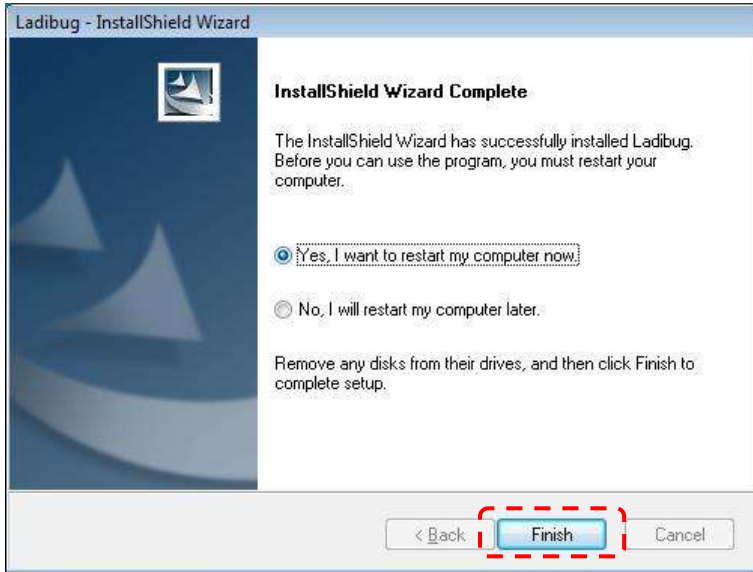 Ladibug - InstallShield Wizard
InstallShield Wizard Complete
The InstallShield Wizard has successfully installed Ladibug.
Before you can use the program, you must restart your
computer.
Yes, I want to restart my computer now.
No, I will restart my computer later.
Remove any disks from their drives, and then click Finish to
complete setup.
< Back
Finish
Cancel